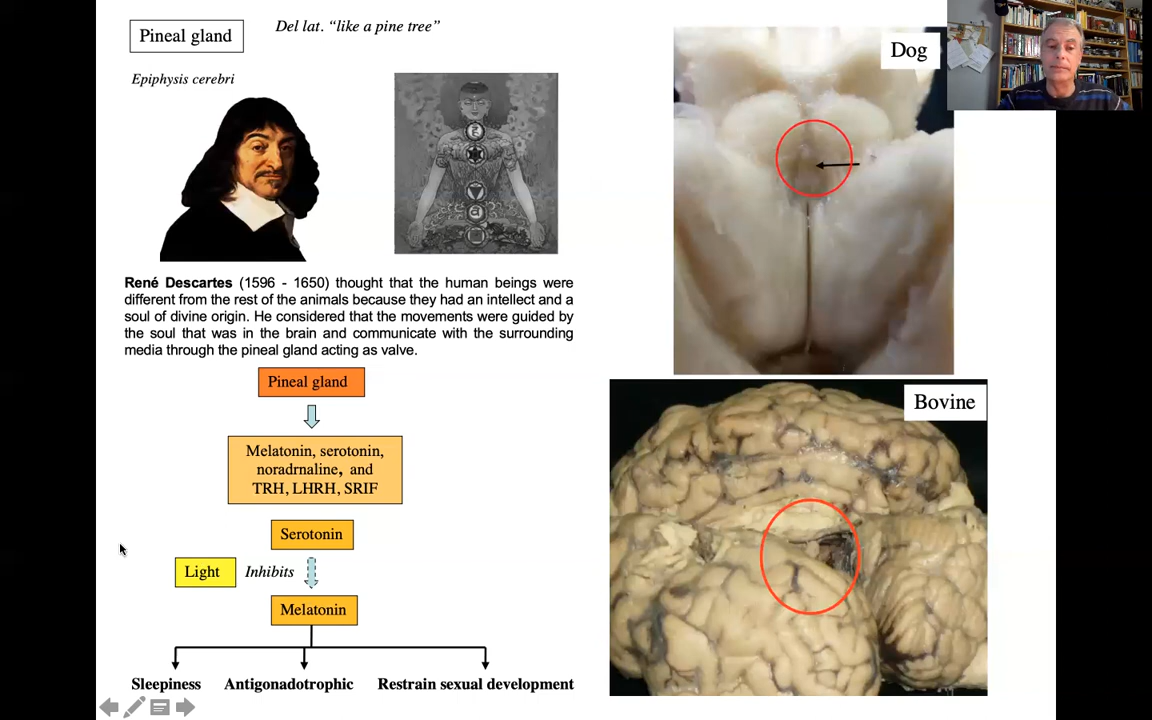 Pineal gland
Del lat. “like a pine tree”
Epiphysis cerebri
René Descartes (1596 - 1650) thought that the human beings were
different from the rest of the animals because they had an intellect and a
soul of divine origin. He considered that the movements were guided by
the soul that was in the brain and communicate with the surrounding
media through the pineal gland acting as valve.
Pineal gland
Melatonin, serotonin,
noradrnaline, and
TRH, LHRH, SRIF
Serotonin
Light
Inhibits
Melatonin
Sleepiness
Antigonadotrophic
Restrain sexual development
Dog
Bovine